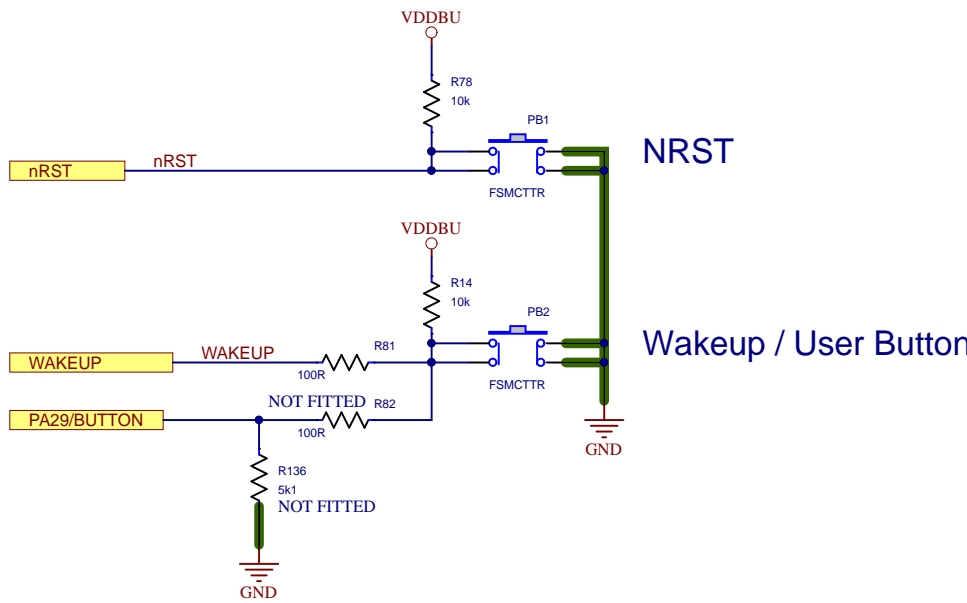 VDDBU
R78
10k
PB1
NRST
nRST
nRST
FSMCTTR
VDDBU
R14
10k
PB2
Wakeup / User Button
WAKEUP
WAKEUP
R81
100R
FSMCTTR
NOT FITTED
R82
PA29/BUTTON
100R
GND
R136
5k1
NOT FITTED
GND